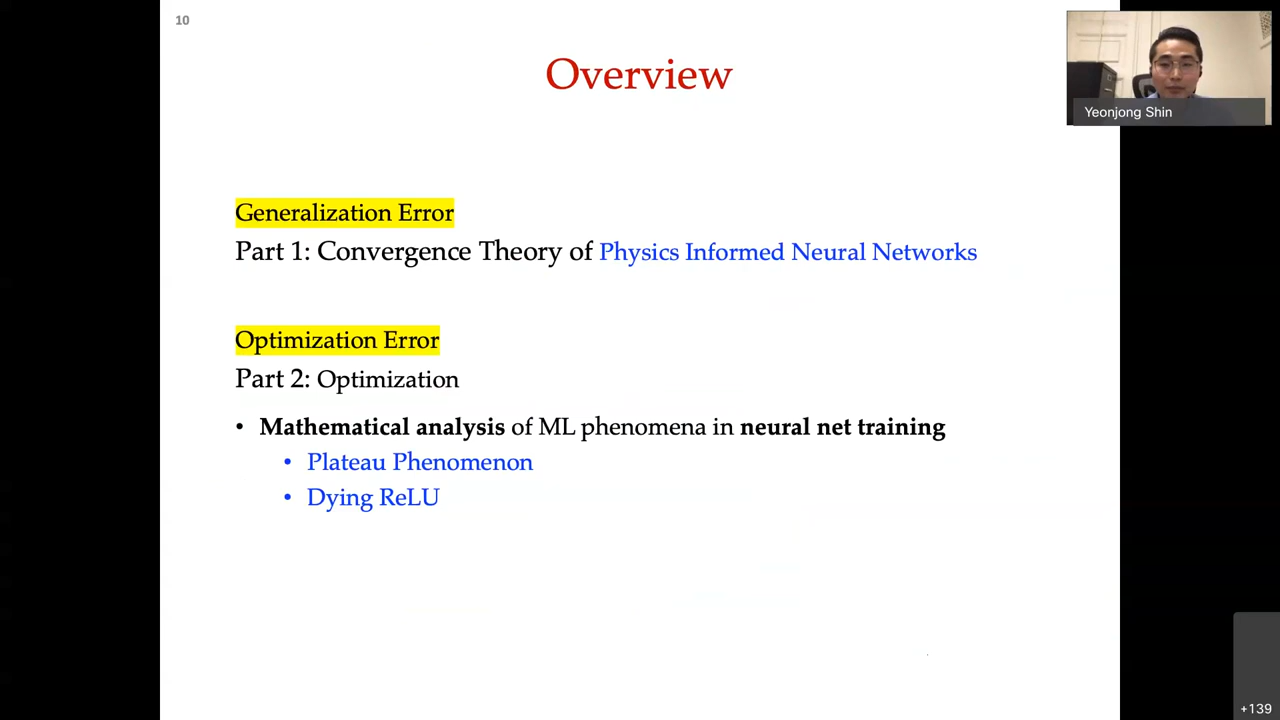 10
Overview
Yeonjong Shin
Generalization Error
Part 1: Convergence Theory of Physics Informed Neural Networks
Optimization Error
Part 2: Optimization
• Mathematical analysis of ML phenomena in neural net training
• Plateau Phenomenon
• Dying ReLU
+139